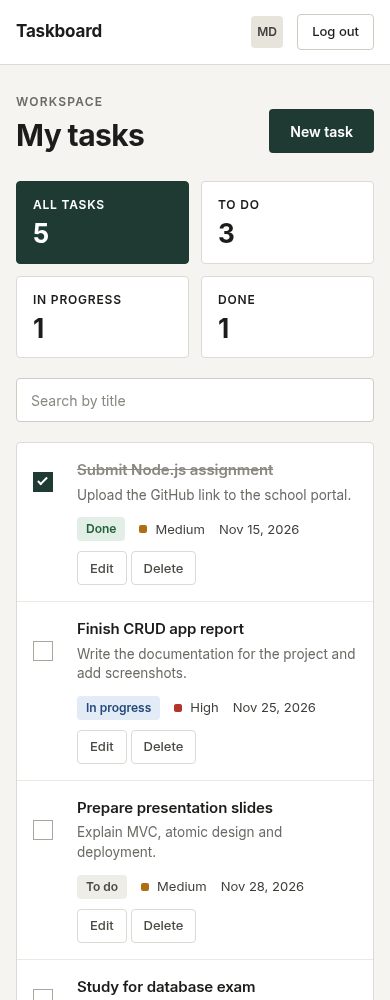 Taskboard
MD
Log out
WORKSPACE
My tasks
New task
ALL TASKS
5
TO DO
3
IN PROGRESS
1
DONE
1
Search by title
Submit Node.js assignment
Upload the GitHub link to the school portal.
Done Medium Nov 15, 2026
Edit Delete
Finish CRUD app report
Write the documentation for the project and
add screenshots.
In progress High Nov 25, 2026
Edit Delete
Prepare presentation slides
Explain MVC, atomic design and
deployment.
To do Medium Nov 28, 2026
Edit Delete
Study for database exam